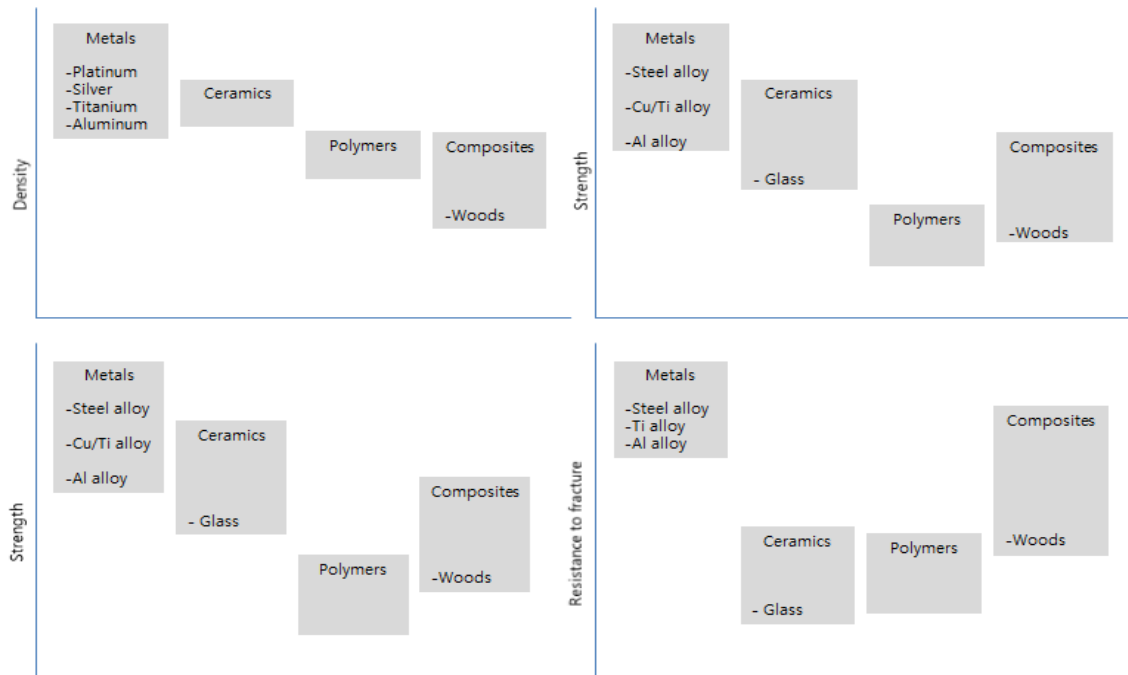 Density
Metals
-Platinum
-Silver
-Titanium
-Aluminum
Ceramics
Polymers
Composites
-Woods
Strength
Metals
-Steel alloy
-Cu/Ti alloy
-Al alloy
Ceramics
- Glass
Polymers
Composites
-Woods
Strength
Metals
-Steel alloy
-Cu/Ti alloy
-Al alloy
Ceramics
- Glass
Polymers
Composites
-Woods
Resistance to fracture
Metals
-Steel alloy
-Ti alloy
-Al alloy
Ceramics
- Glass
Polymers
Composites
-Woods